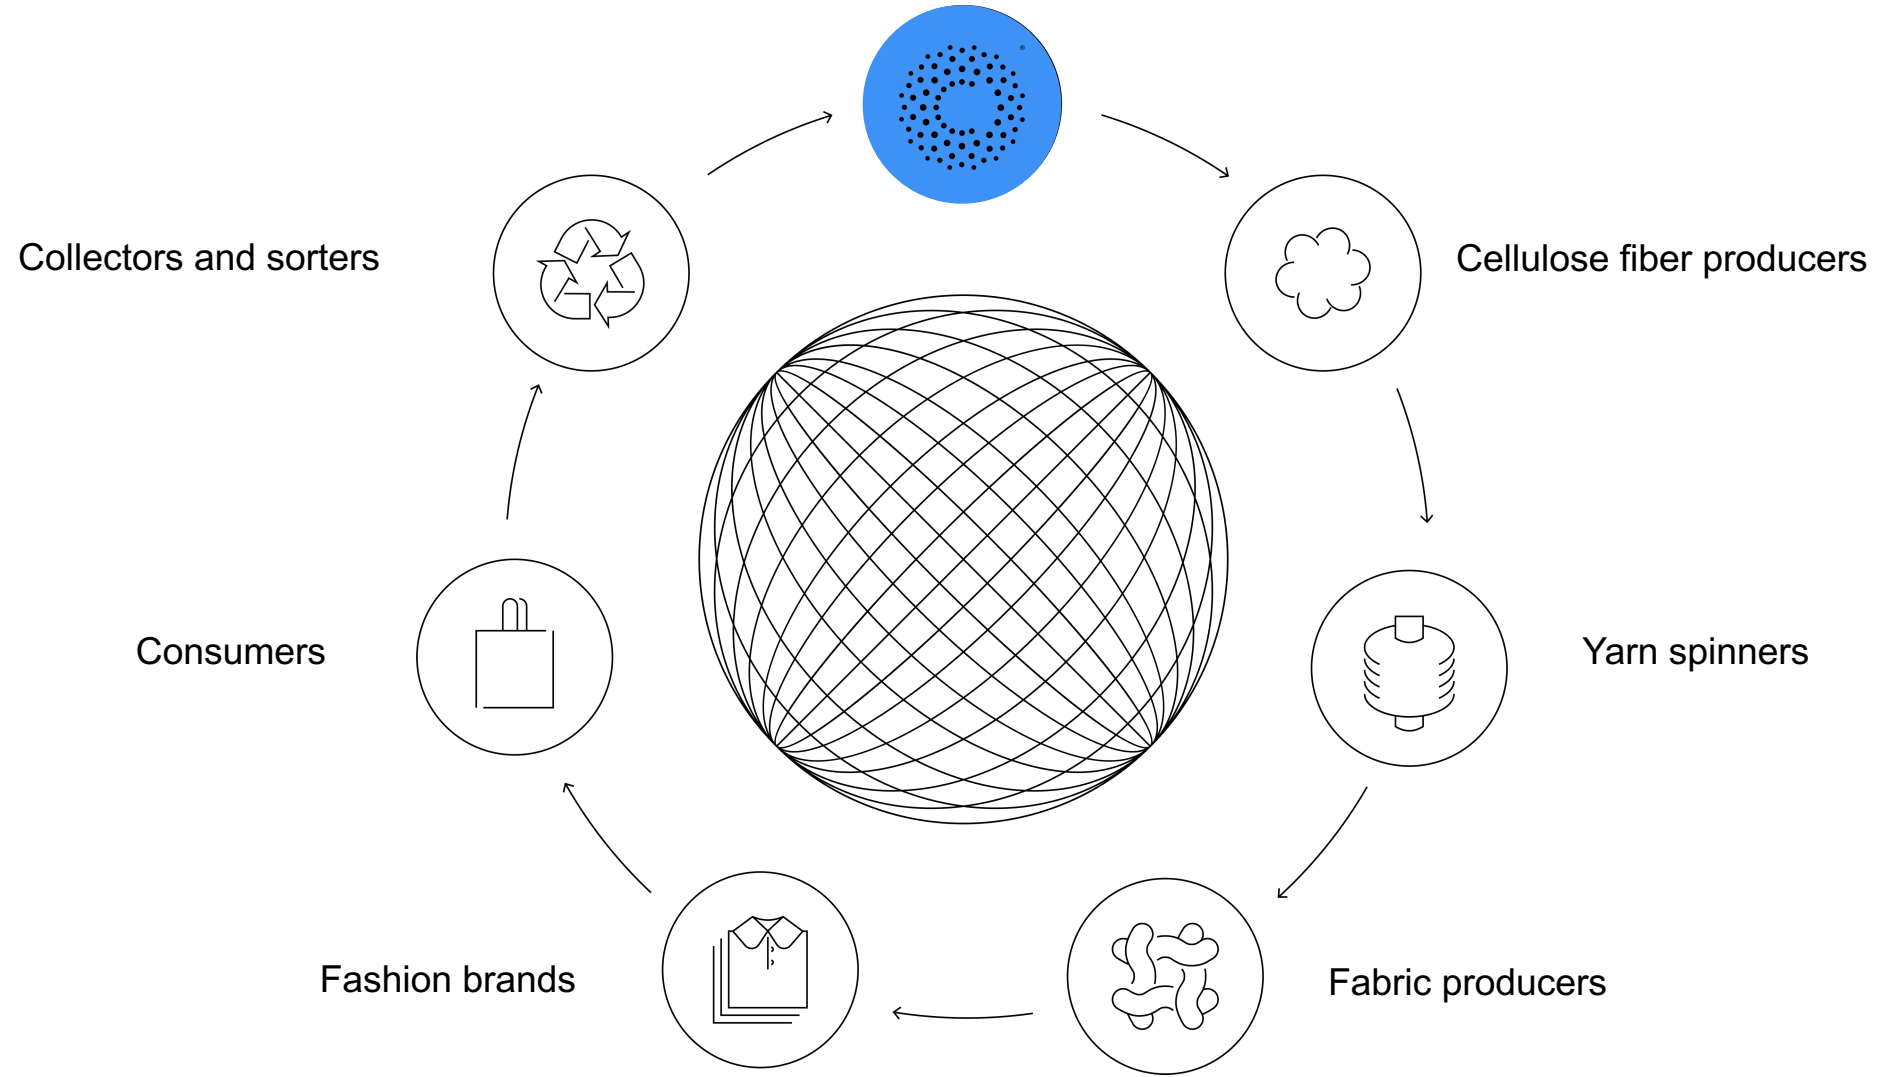 Collectors and sorters
Cellulose fiber producers
Consumers
Yarn spinners
Fashion brands
Fabric producers